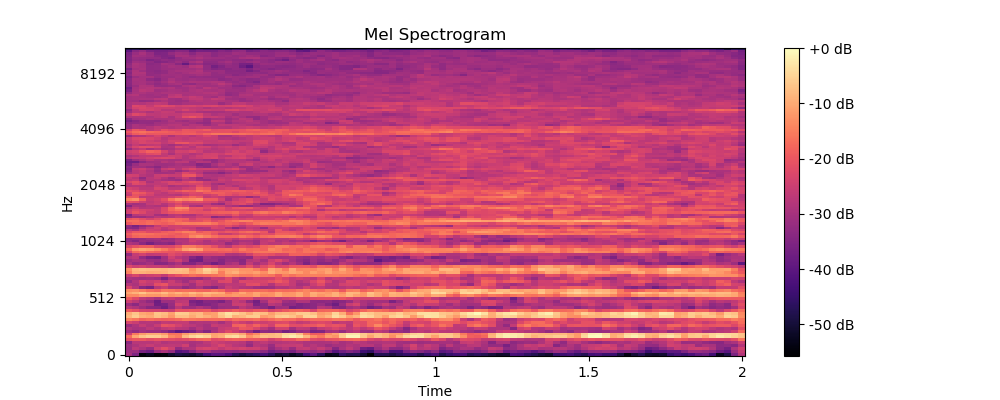 Mel Spectrogram
Hz
8192
4096
2048
1024
512
0
0 0.5 1 1.5 2
Time
+0 dB
-10 dB
-20 dB
-30 dB
-40 dB
-50 dB